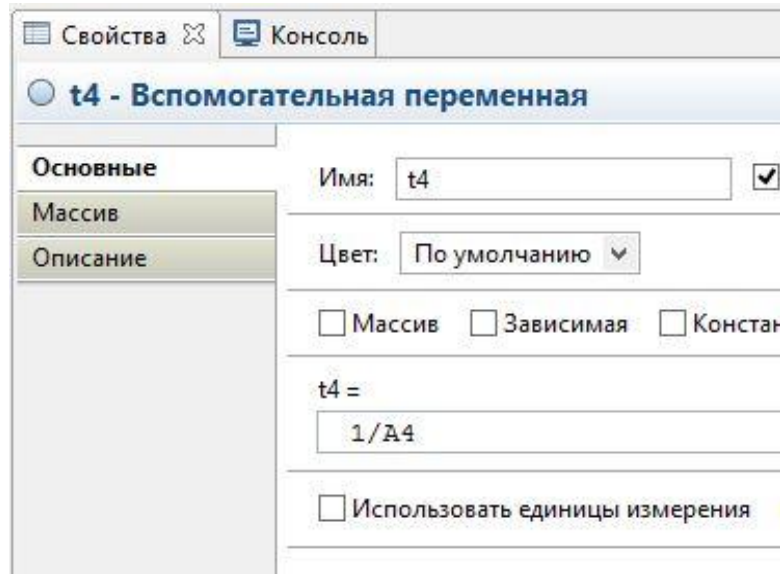 Свойства Консоль
t4 - Вспомогательная переменная
Основные
Массив
Описание
Имя: t4
Цвет: По умолчанию
Массив Зависимая Констан
t4 =
1/A4
Использовать единицы измерения